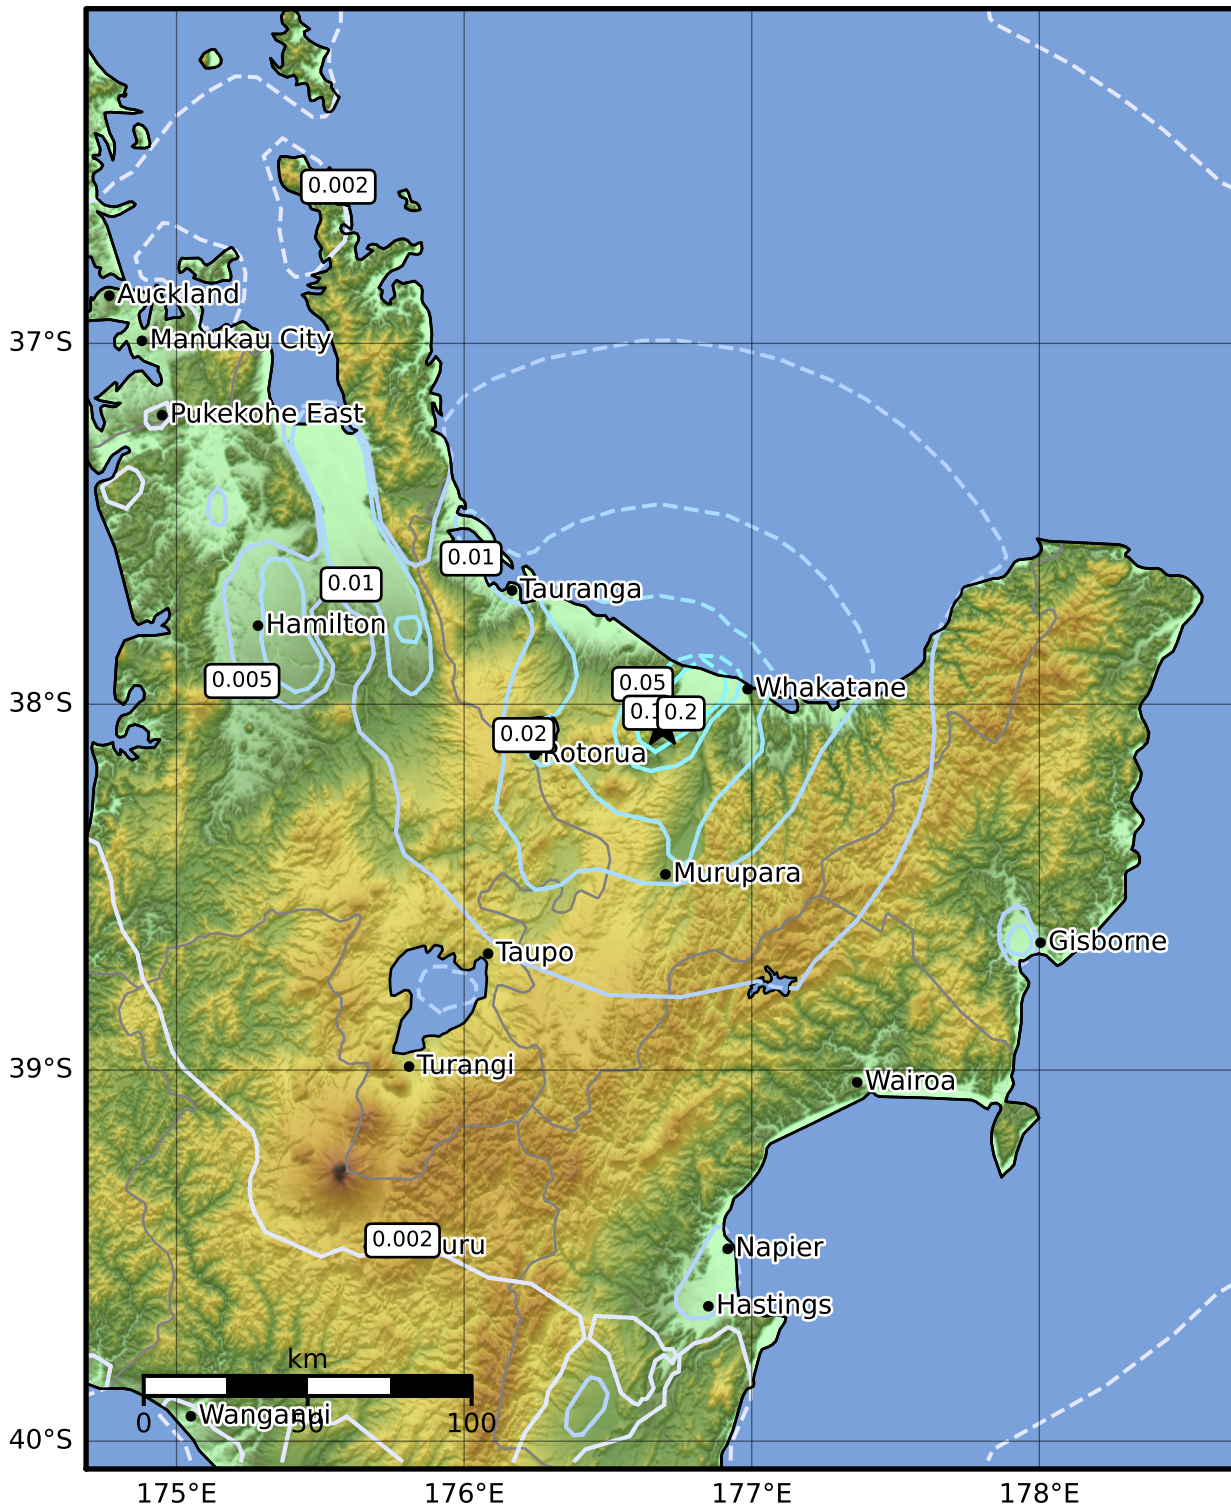 0.002
Auckland
Manukau City
37°S
Pukekohe East
0.01
0.01
Tauranga
Hamilton
0.005
0.05
Whakatane
38°S
0.2
0.02
Rotorua
Murupara
Gisborne
Taupo
Turangi
39°S
Wairoa
0.002
Napier
Hastings
km
0 50 100
Wanganui
40°S
175°E 176°E 177°E 178°E